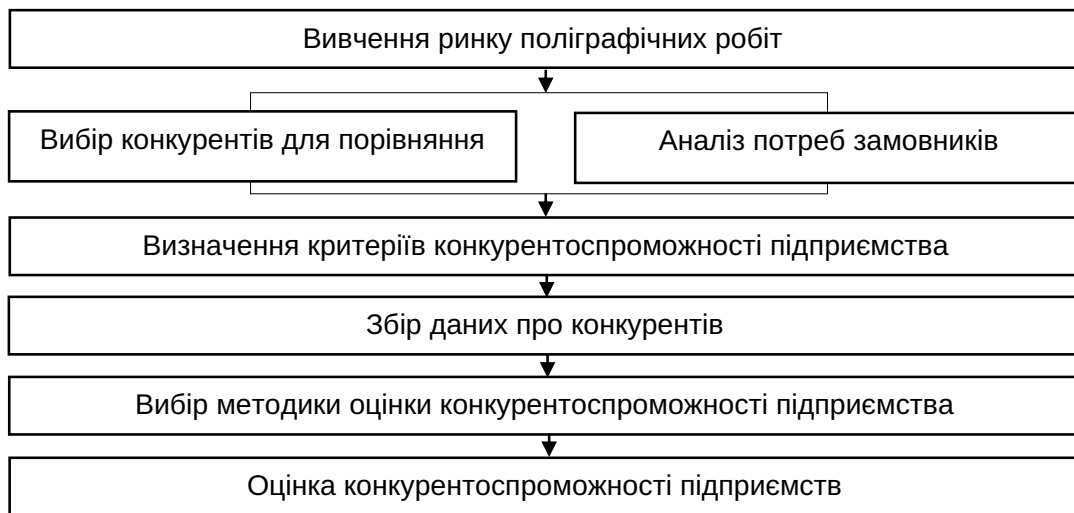 Вивчення ринку поліграфічних робіт
Вибір конкурентів для порівняння
Аналіз потреб замовників
Визначення критеріїв конкурентоспроможності підприємства
Збір даних про конкурентів
Вибір методики оцінки конкурентоспроможності підприємства
Оцінка конкурентоспроможності підприємств